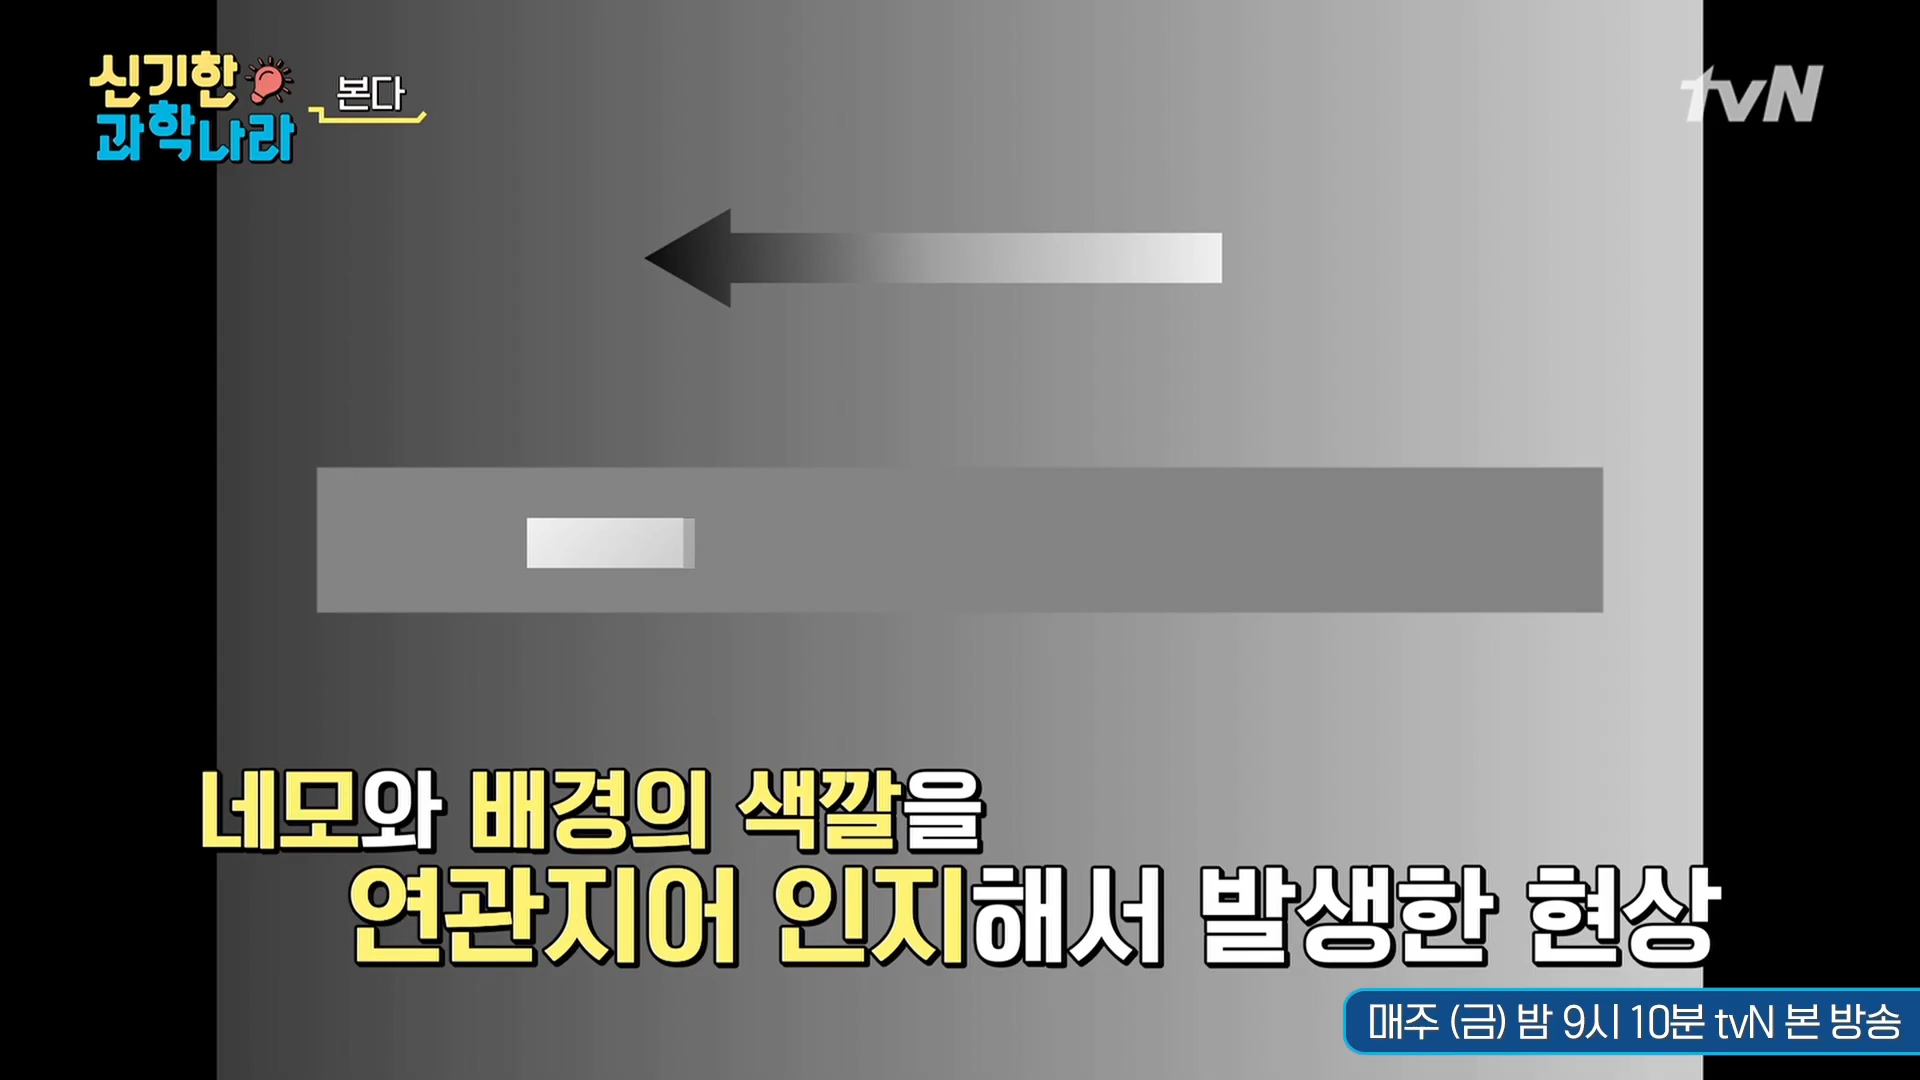 신기한
과학나라
본다
tvN
네모와 배경의 색깔을
연관지어 인지해서 발생한 현상
매주 (금) 밤 9시 10분 tvN 본 방송